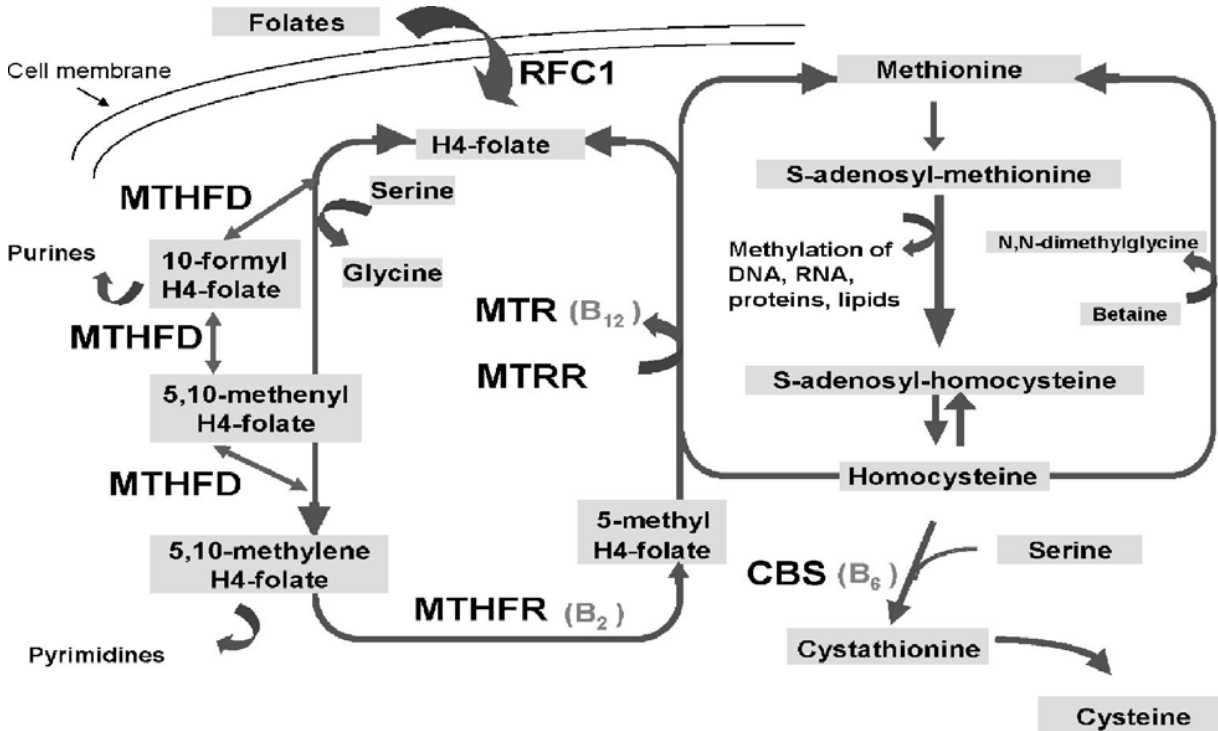 Folates
Cell membrane
RFC1
Methionine
H4-folate
MTHFD
Serine
S-adenosyl-methionine
Purines
10-formyl
H4-folate
Glycine
Methylation of
DNA, RNA,
proteins, lipids
N,N-dimethylglycine
Betaine
MTR (B12)
MTHFD
MTRR
S-adenosyl-homocysteine
5,10-methenyl
H4-folate
MTHFD
Homocysteine
5-methyl
H4-folate
5,10-methylene
H4-folate
CBS (B6)
Serine
MTHFR (B2)
Pyrimidines
Cystathionine
Cysteine